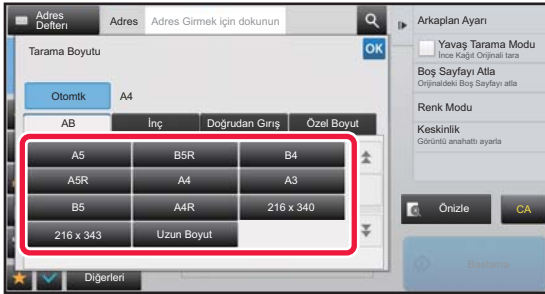 Adres
Defteri
Adres
Adres Girmek için dokunun
Tarama Boyutu
OK
Otomtk
A4
AB
İnç
Doğrudan Giriş
Özel Boyut
A5
B5R
B4
A5R
A4
A3
B5
A4R
216 x 340
216 x 343
Uzun Boyut
Diğerleri
Arkaplan Ayarı
Yavaş Tarama Modu
İnce Kağıt Orijinali tara
Boş Sayfayı Atla
Orijinaldeki Boş Sayfayı atla
Renk Modu
Keskinlik
Görüntü anahattı ayarla
Önizle
CA